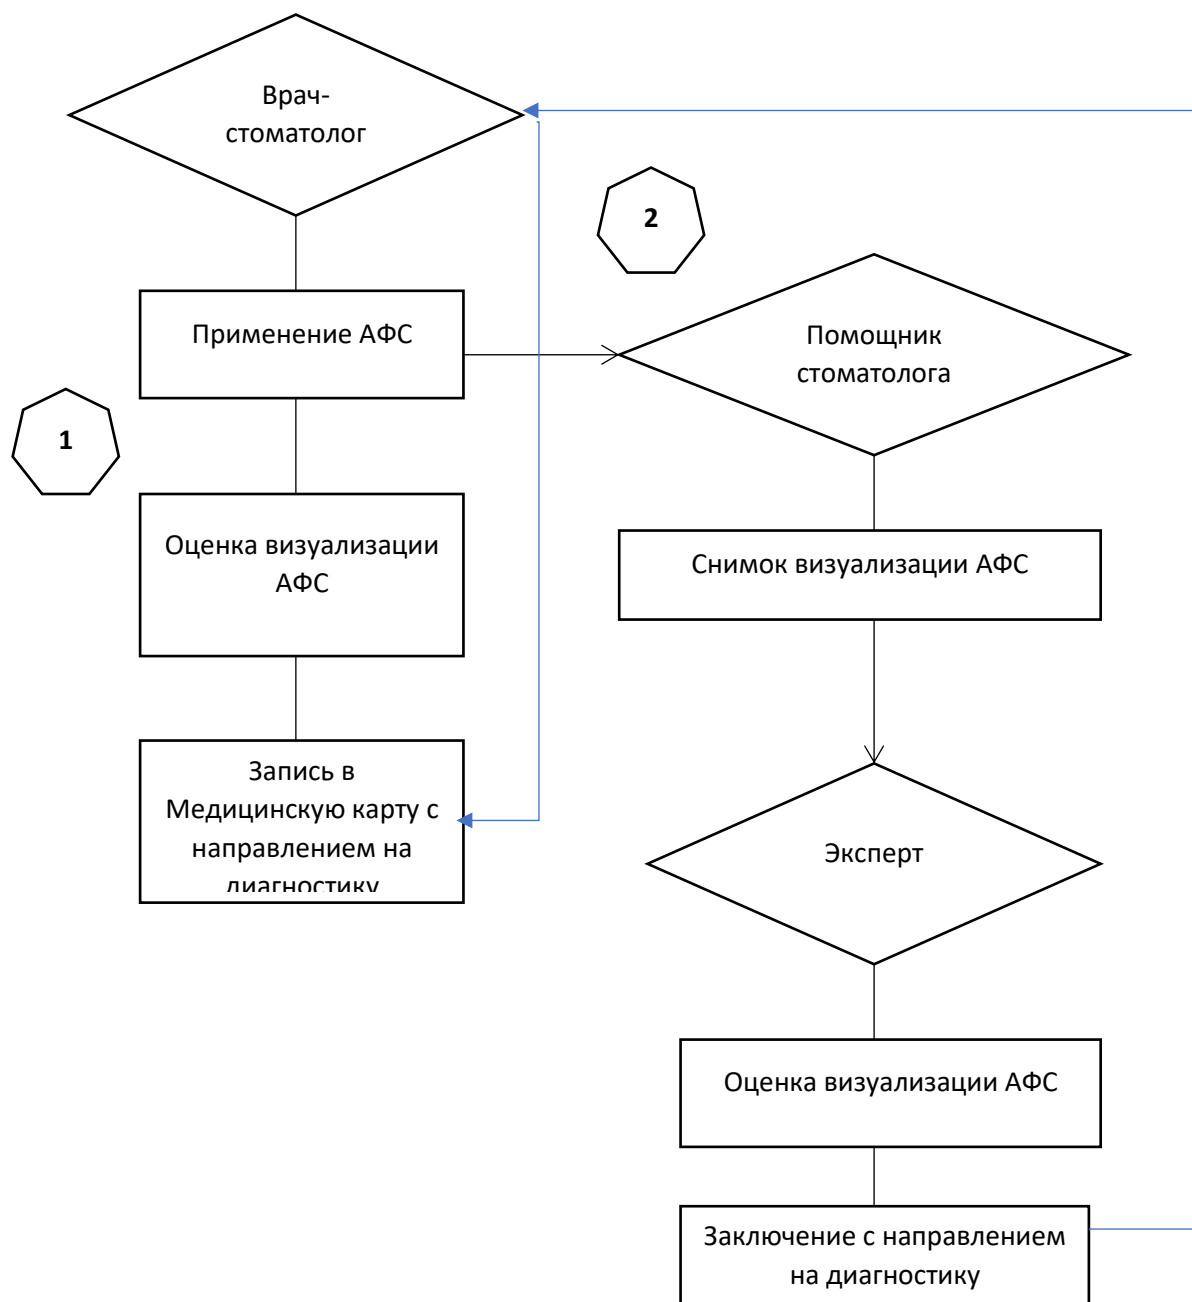 Врач-
стоматолог
2
Применение АФС
Помощник
стоматолога
1
Оценка визуализации
АФС
Снимок визуализации АФС
Запись в
Медицинскую карту с
направлением на
диагностику
Эксперт
Оценка визуализации АФС
Заключение с направлением
на диагностику